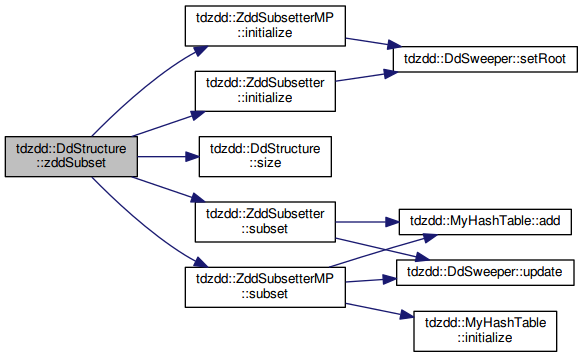 tdzdd::DdStructure
::zddSubset
tdzdd::ZddSubsetterMP
::initialize
tdzdd::ZddSubsetter
::initialize
tdzdd::DdStructure
::size
tdzdd::ZddSubsetter
::subset
tdzdd::ZddSubsetterMP
::subset
tdzdd::DdSweeper::setRoot
tdzdd::MyHashTable::add
tdzdd::DdSweeper::update
tdzdd::MyHashTable
::initialize